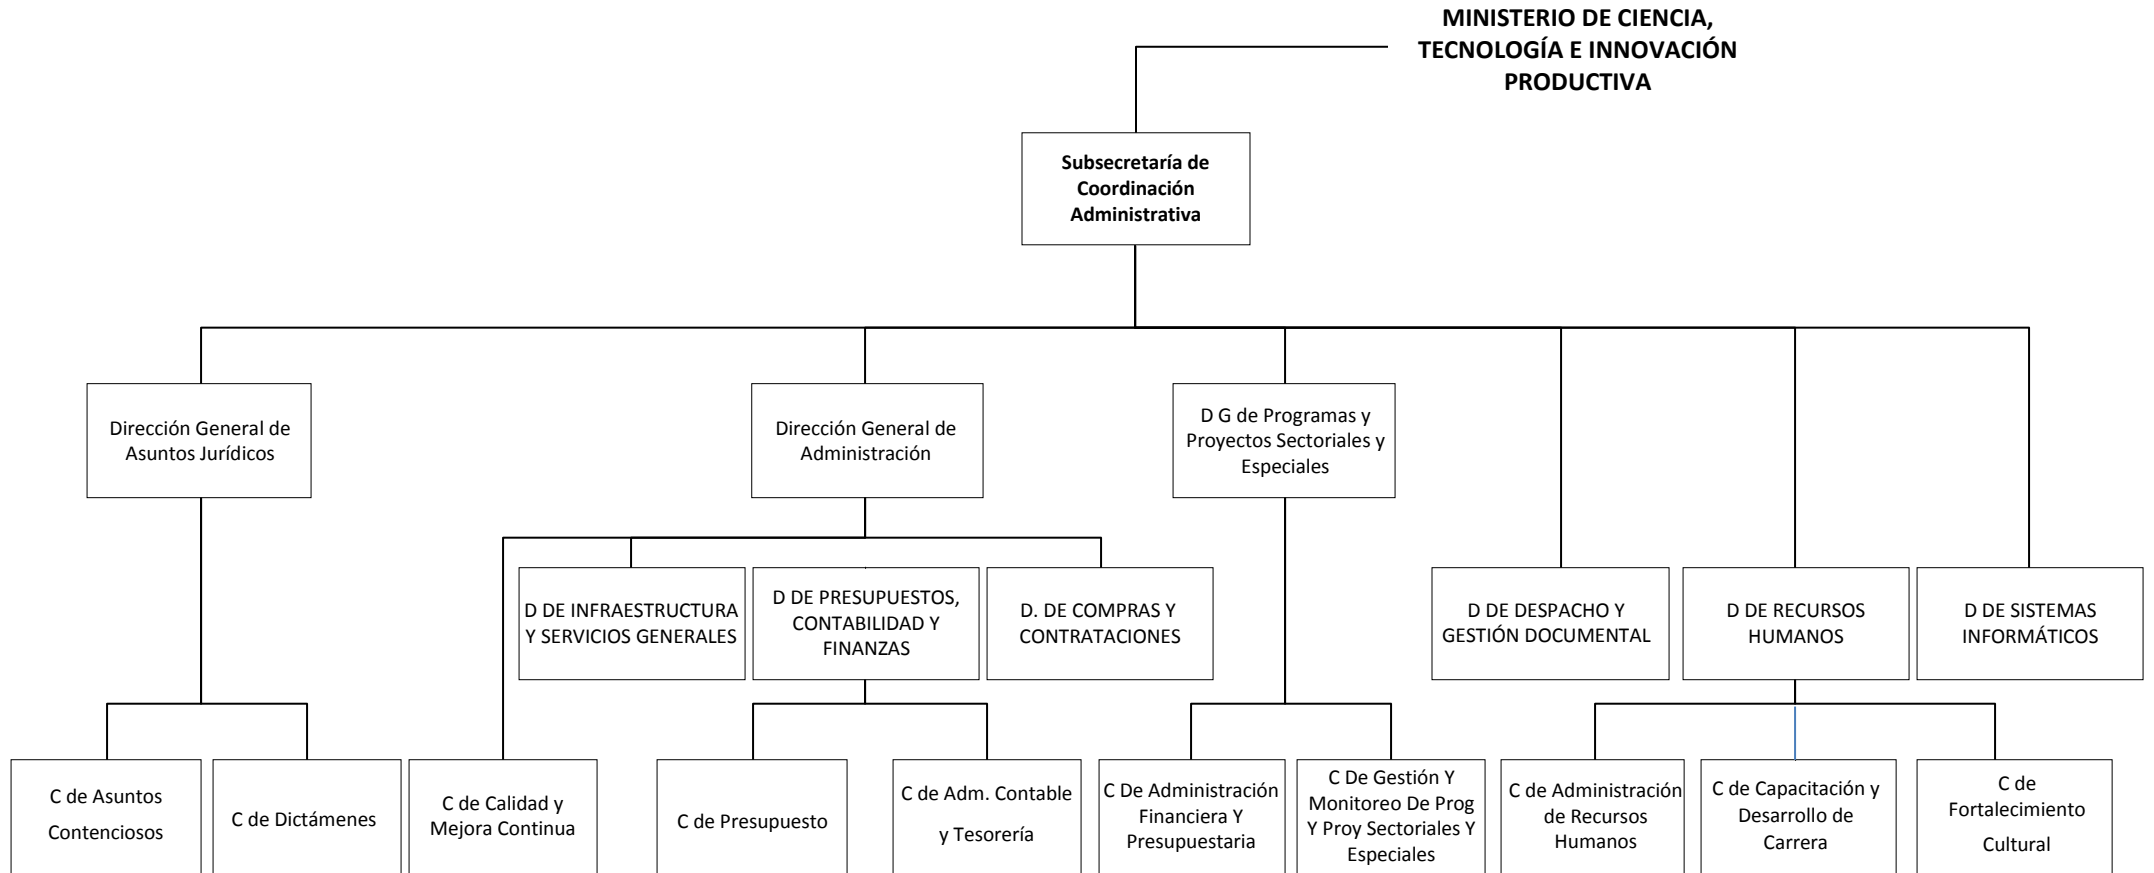 MINISTERIO DE CIENCIA,
TECNOLOGÍA E INNOVACIÓN
PRODUCTIVA
Subsecretaría de
Coordinación
Administrativa
Dirección General de
Asuntos Jurídicos
Dirección General de
Administración
D G de Programas y
Proyectos Sectoriales y
Especiales
D DE INFRAESTRUCTURA
Y SERVICIOS GENERALES
D DE PRESUPUESTOS,
CONTABILIDAD Y
FINANZAS
D. DE COMPRAS Y
CONTRATACIONES
D DE DESPACHO Y
GESTIÓN DOCUMENTAL
D DE RECURSOS
HUMANOS
D DE SISTEMAS
INFORMÁTICOS
C de Asuntos
Contenciosos
C de Dictámenes
C de Calidad y
Mejora Continua
C de Presupuesto
C de Adm. Contable
y Tesorería
C De Administración
Financiera Y
Presupuestaria
C De Gestión Y
Monitoreo De Prog
Y Proy Sectoriales Y
Especiales
C de Administración
de Recursos
Humanos
C de Capacitación y
Desarrollo de
Carrera
C de
Fortalecimiento
Cultural